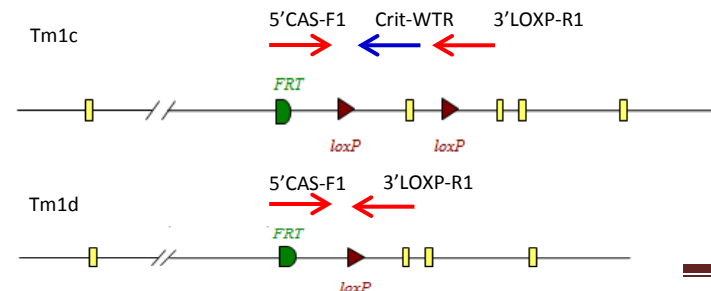 5'CAS-F1 Crit-WTR 3'LOXP-R1
Tm1c
FRT
loxP loxP
5'CAS-F1 3'LOXP-R1
Tm1d
FRT
loxP